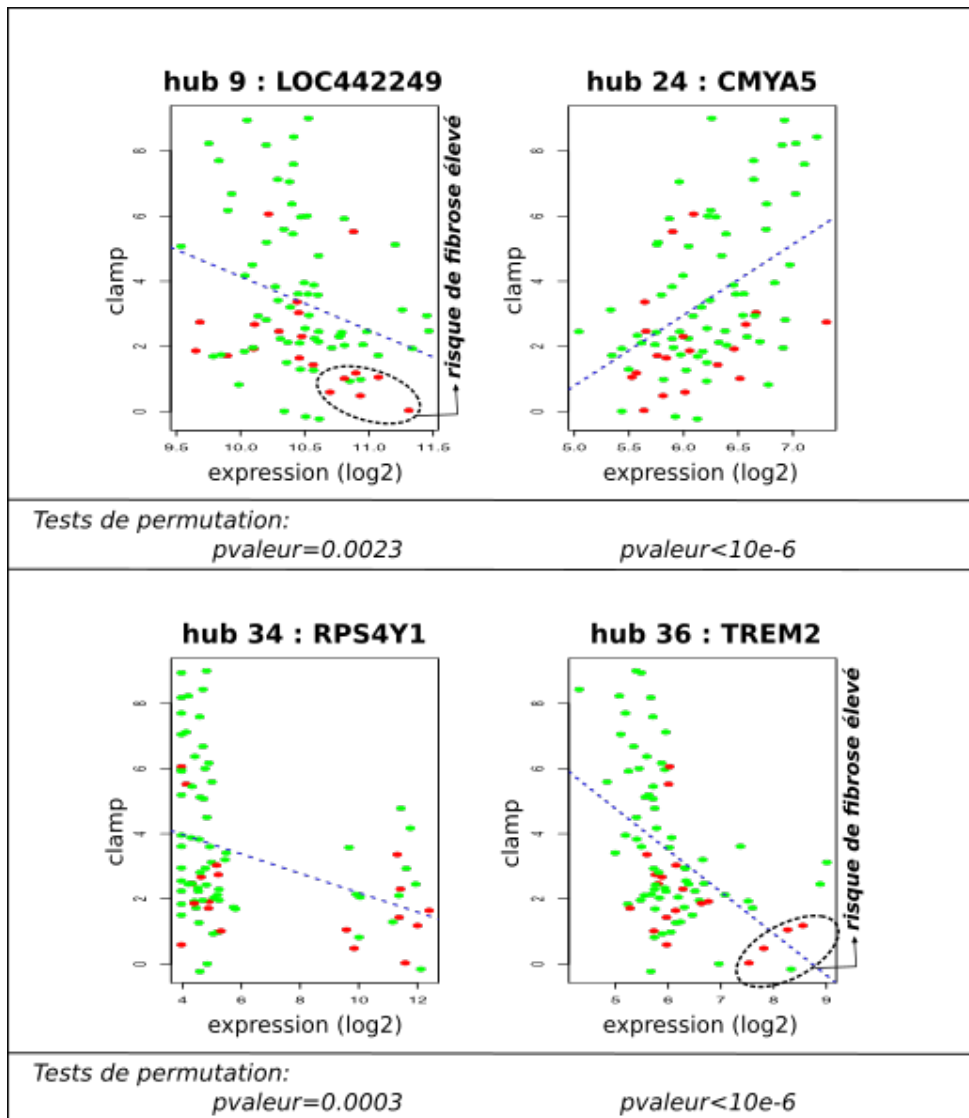 hub 9 : LOC442249
hub 24 : CMYA5
clamp
0 2 4 6 8
9.5 10.0 10.5 11.0 11.5
expression (log2)
risque de fibrose élevé
clamp
0 2 4 6 8
5.0 5.5 6.0 6.5 7.0
expression (log2)
Tests de permutation:
pvaleur=0.0023
pvaleur<10e-6
hub 34 : RPS4Y1
hub 36 : TREM2
clamp
0 2 4 6 8
4 6 8 10 12
expression (log2)
clamp
0 2 4 6 8
5 6 7 8 9
expression (log2)
risque de fibrose élevé
Tests de permutation:
pvaleur=0.0003
pvaleur<10e-6